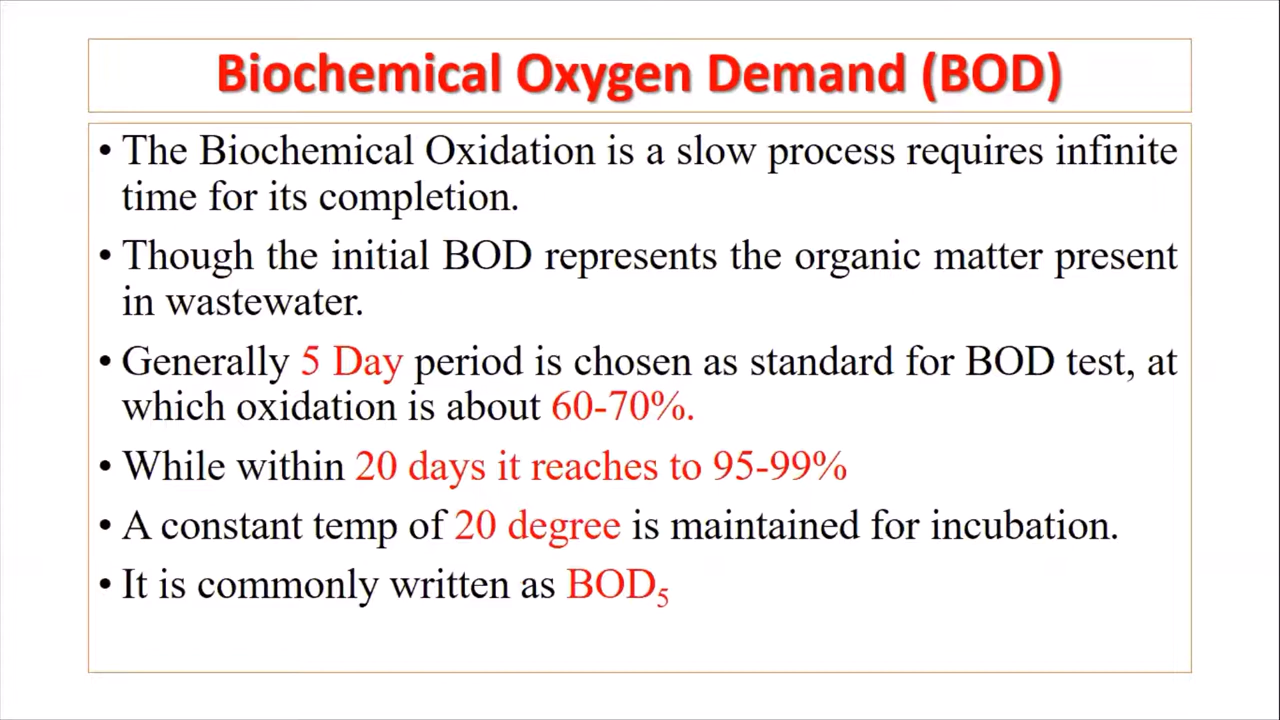 Biochemical Oxygen Demand (BOD)
• The Biochemical Oxidation is a slow process requires infinite
time for its completion.
• Though the initial BOD represents the organic matter present
in wastewater.
• Generally 5 Day period is chosen as standard for BOD test, at
which oxidation is about 60-70%.
• While within 20 days it reaches to 95-99%
• A constant temp of 20 degree is maintained for incubation.
• It is commonly written as BOD₅